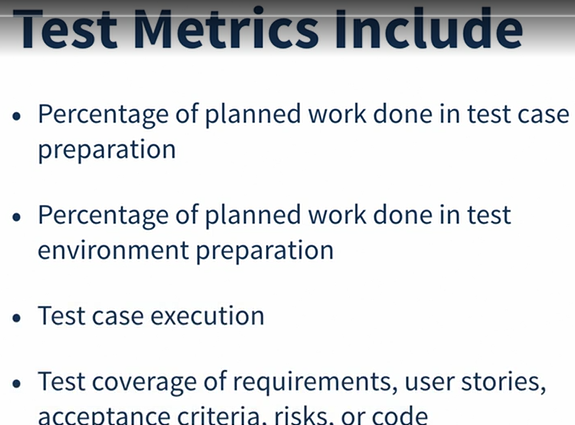 Test Metrics Include
• Percentage of planned work done in test case
preparation
• Percentage of planned work done in test
environment preparation
• Test case execution
• Test coverage of requirements, user stories,
acceptance criteria, risks, or code